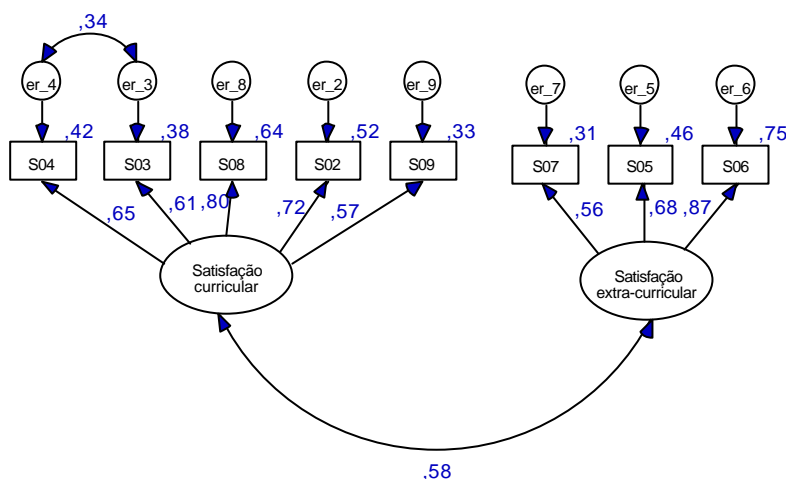 ,34
er_4
er_3
er_8
er_2
er_9
er_7
er_5
er_6
,42
,38
,64
,52
,33
,31
,46
,75
S04
S03
S08
S02
S09
S07
S05
S06
,65
,61
,80
,72
,57
,56
,68
,87
Satisfação
curricular
Satisfação
extra-curricular
,58